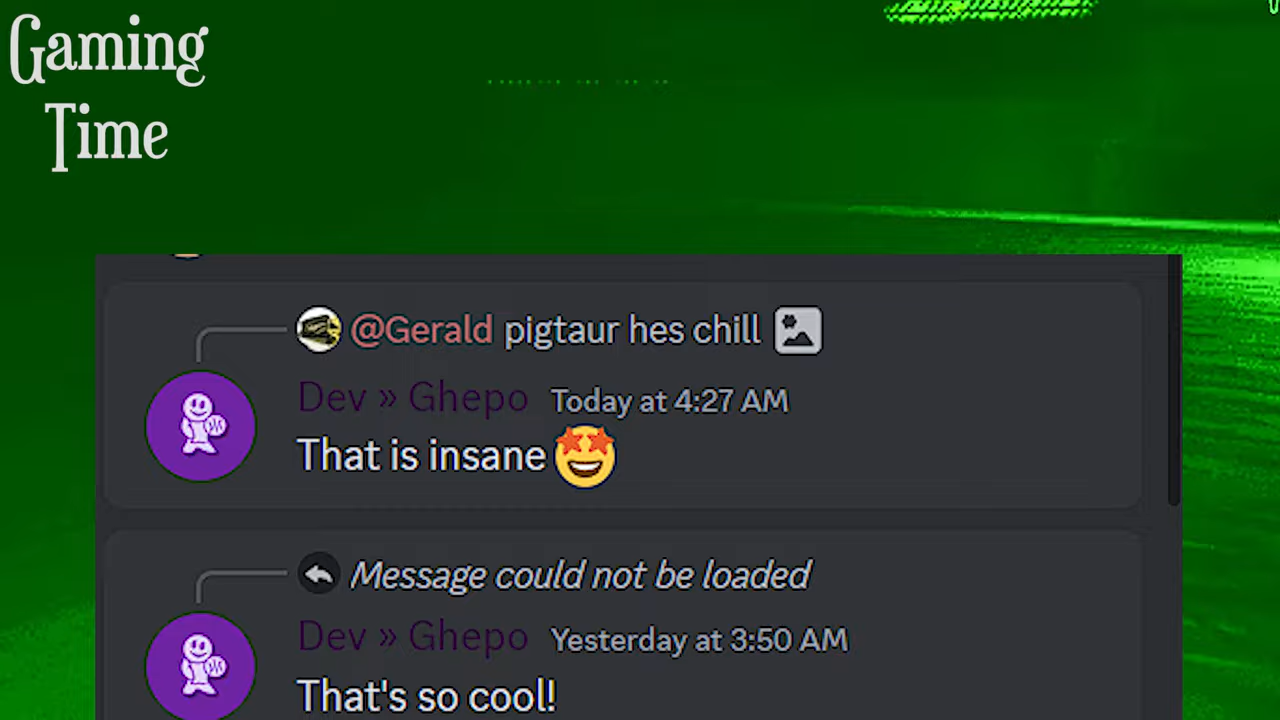 Gaming
Time
@Gerald pigtaur hes chill
Dev » Ghepo Today at 4:27 AM
That is insane 🤩
Message could not be loaded
Dev » Ghepo Yesterday at 3:50 AM
That's so cool!